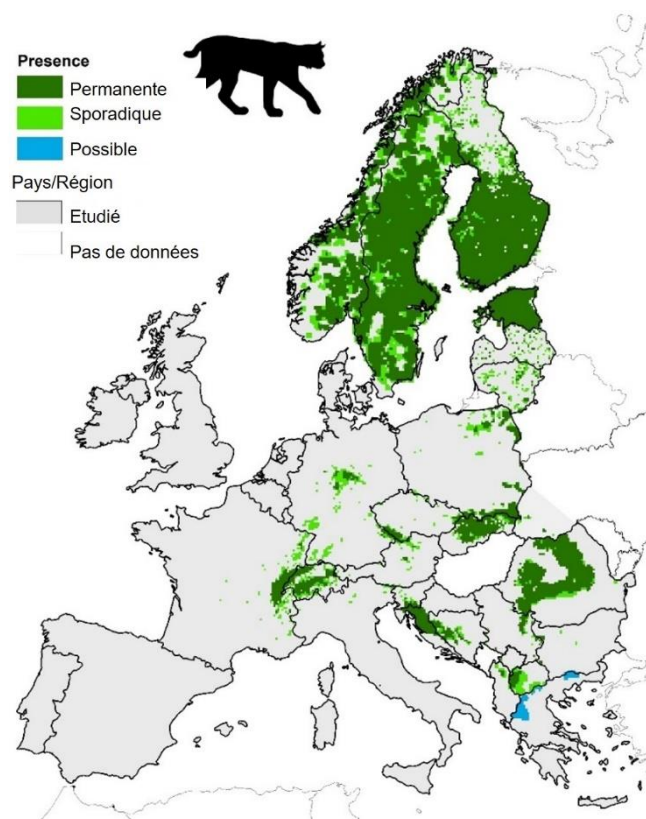 Presence
Permanente
Sporadique
Possible
Pays/Région
Etudié
Pas de données